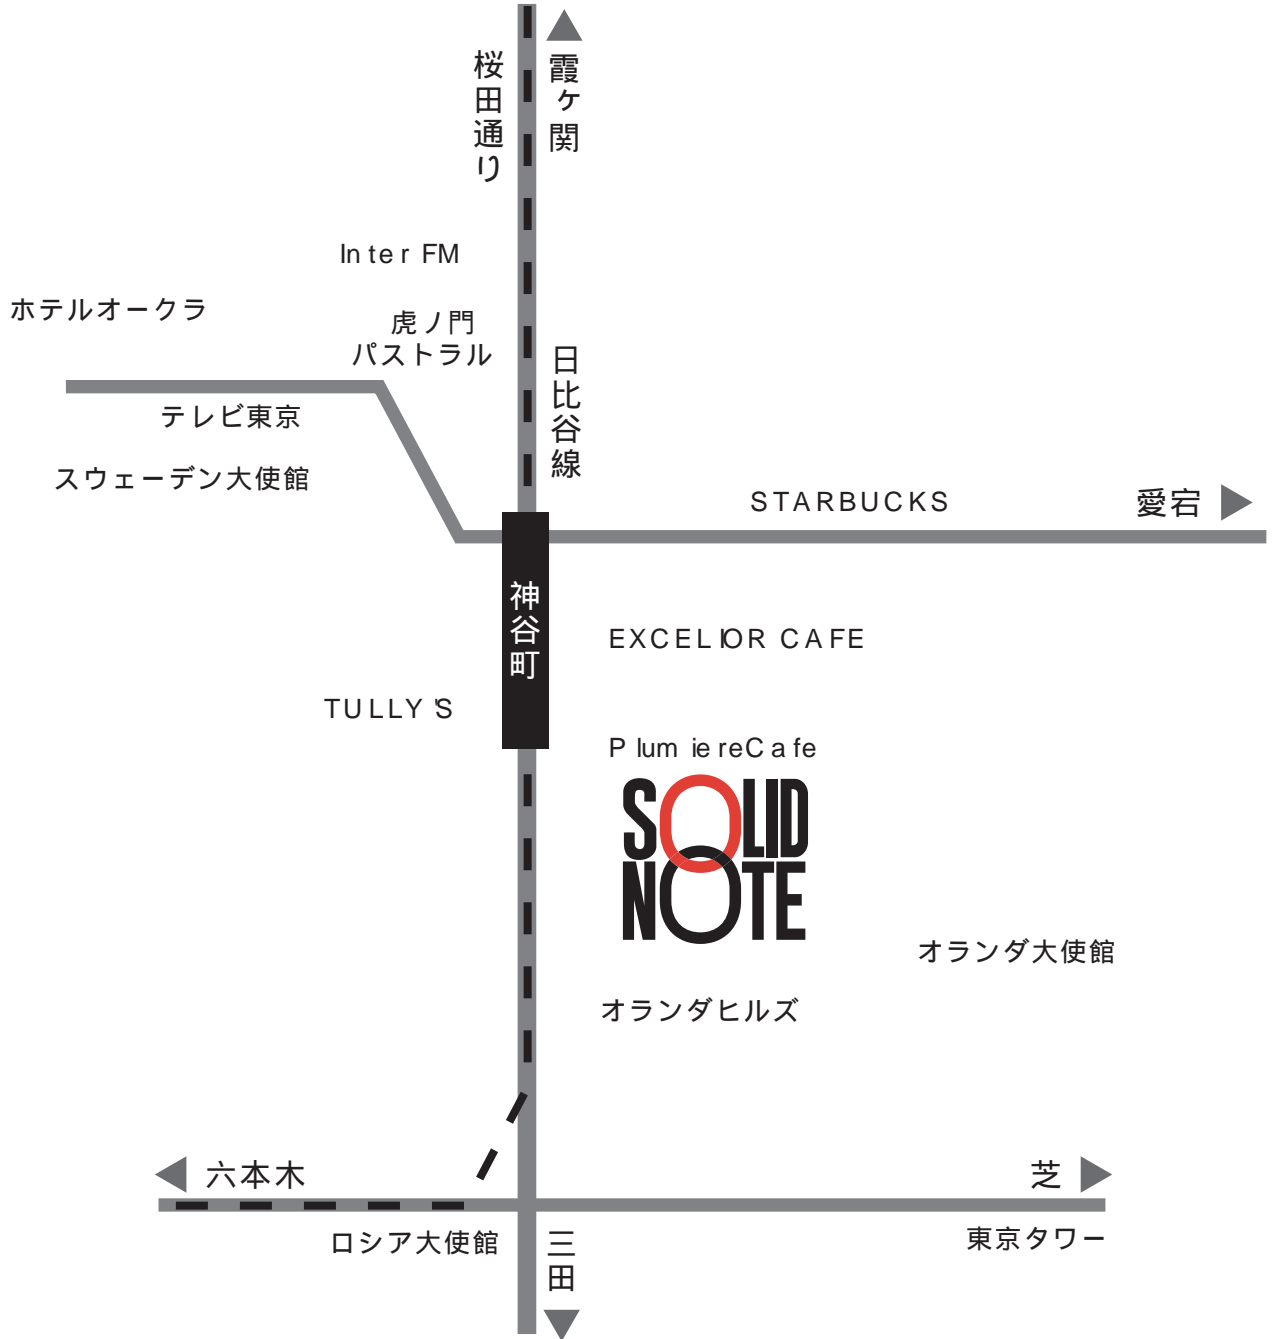 桜田通り
霞ヶ関
Inter FM
ホテルオークラ
虎ノ門
パストラル
日比谷線
テレビ東京
スウェーデン大使館
STARBUCKS
愛宕
神谷町
EXCELIOR CAFE
TULLY'S
PlumiereCafe
SOLID
NOTE
オランダ大使館
オランダヒルズ
六本木
芝
ロシア大使館
三田
東京タワー